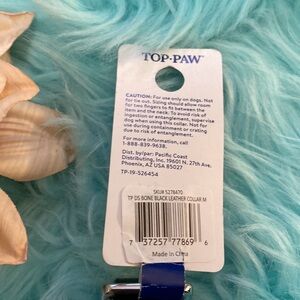 TOP·PAW
CAUTION: For use only on dogs. Not
for tie out. Sizing should allow room
for two fingers to fit between the
item and the neck. To avoid risk of
ingestion or entanglement, supervise
dog when using this collar. Not for
use during containment or crating
due to risk of entanglement.
For more information, call
1-888-839-9638.
Dist. by/par: Pacific Coast
Distributing, Inc. 19601 N. 27th Ave.
Phoenix, AZ USA 85027
TP-19-526454
SKU# 5278470
TP DS BONE BLACK LEATHER COLLAR M
7 37257 77869 6
Made in China